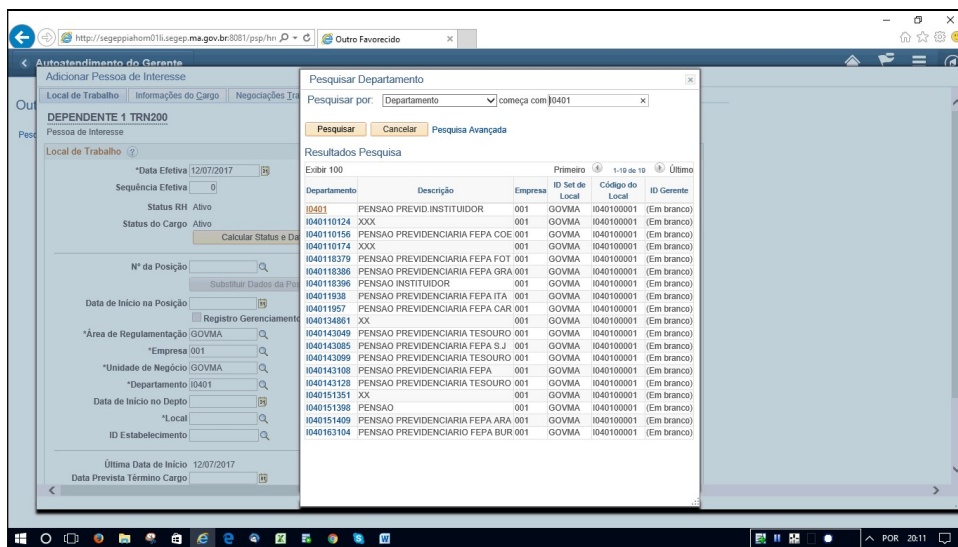 http://segeppiahom01li.segep.ma.gov.br:8081/psp/hn
Outro Favorecido
Autoatendimento do Gerente
Adicionar Pessoa de Interesse
Local de Trabalho
Informações do Cargo
Negociações Tra
Out
DEPENDENTE 1 TRN200
Pessoa de Interesse
Pesq
Local de Trabalho
*Data Efetiva 12/07/2017
Sequência Efetiva 0
Status RH Ativo
Status do Cargo Ativo
Calcular Status e Da
Nº da Posição
Substituir Dados da Pos
Data de Início na Posição
Registro Gerenciamento
*Área de Regulamentação GOVMA
*Empresa 001
*Unidade de Negócio GOVMA
*Departamento I0401
Data de Início no Depto
*Local
ID Estabelecimento
Última Data de Início 12/07/2017
Data Prevista Término Cargo
Pesquisar Departamento
Pesquisar por: Departamento começa com I0401
Pesquisar Cancelar Pesquisa Avançada
Resultados Pesquisa
Exibir 100 Primeiro 1-19 de 19 Último
Departamento Descrição Empresa ID Set de Local Código do Local ID Gerente
I0401 PENSAO PREVID.INSTITUIDOR 001 GOVMA I040100001 (Em branco)
I040110124 XXX 001 GOVMA I040100001 (Em branco)
I040110156 PENSAO PREVIDENCIARIA FEPA COE 001 GOVMA I040100001 (Em branco)
I040110174 XXX 001 GOVMA I040100001 (Em branco)
I040118379 PENSAO PREVIDENCIARIA FEPA FOT 001 GOVMA I040100001 (Em branco)
I040118386 PENSAO PREVIDENCIARIA FEPA GRA 001 GOVMA I040100001 (Em branco)
I040118396 PENSAO INSTITUIDOR 001 GOVMA I040100001 (Em branco)
I04011938 PENSAO PREVIDENCIARIA FEPA ITA 001 GOVMA I040100001 (Em branco)
I04011957 PENSAO PREVIDENCIARIA FEPA CAR 001 GOVMA I040100001 (Em branco)
I040134861 XX 001 GOVMA I040100001 (Em branco)
I040143049 PENSAO PREVIDENCIARIA TESOURO 001 GOVMA I040100001 (Em branco)
I040143085 PENSAO PREVIDENCIARIA FEPA S.J 001 GOVMA I040100001 (Em branco)
I040143099 PENSAO PREVIDENCIARIA TESOURO 001 GOVMA I040100001 (Em branco)
I040143108 PENSAO PREVIDENCIARIA FEPA 001 GOVMA I040100001 (Em branco)
I040143128 PENSAO PREVIDENCIARIA TESOURO 001 GOVMA I040100001 (Em branco)
I040151351 XX 001 GOVMA I040100001 (Em branco)
I040151398 PENSAO 001 GOVMA I040100001 (Em branco)
I040151409 PENSAO PREVIDENCIARIA FEPA ARA 001 GOVMA I040100001 (Em branco)
I040163104 PENSAO PREVIDENCIARIO FEPA BUR 001 GOVMA I040100001 (Em branco)
POR 20:11